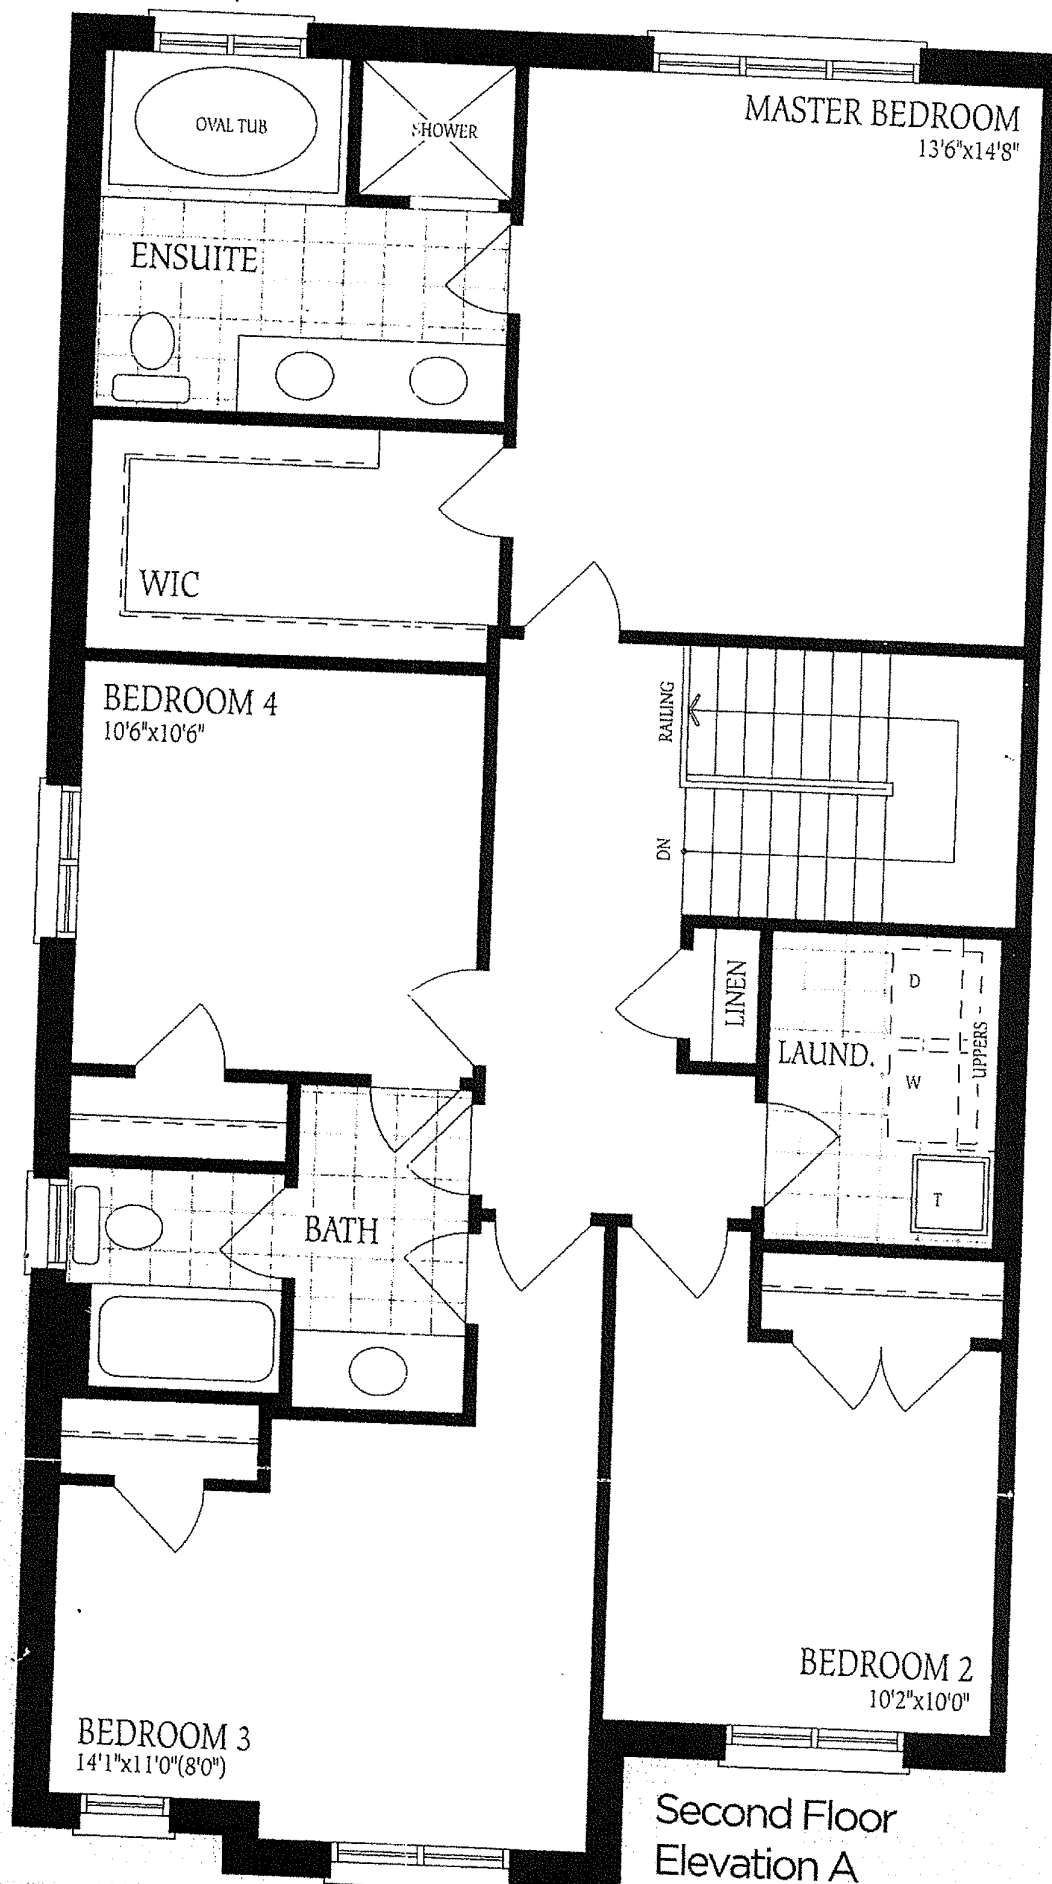 OVAL TUB
SHOWER
MASTER BEDROOM
13'6"x14'8"
ENSUITE
WIC
BEDROOM 4
10'6"x10'6"
RAILING
DN
LINEN
LAUND.
D
W
UPPERS
T
BATH
BEDROOM 2
10'2"x10'0"
BEDROOM 3
14'1"x11'0"(8'0")
Second Floor
Elevation A